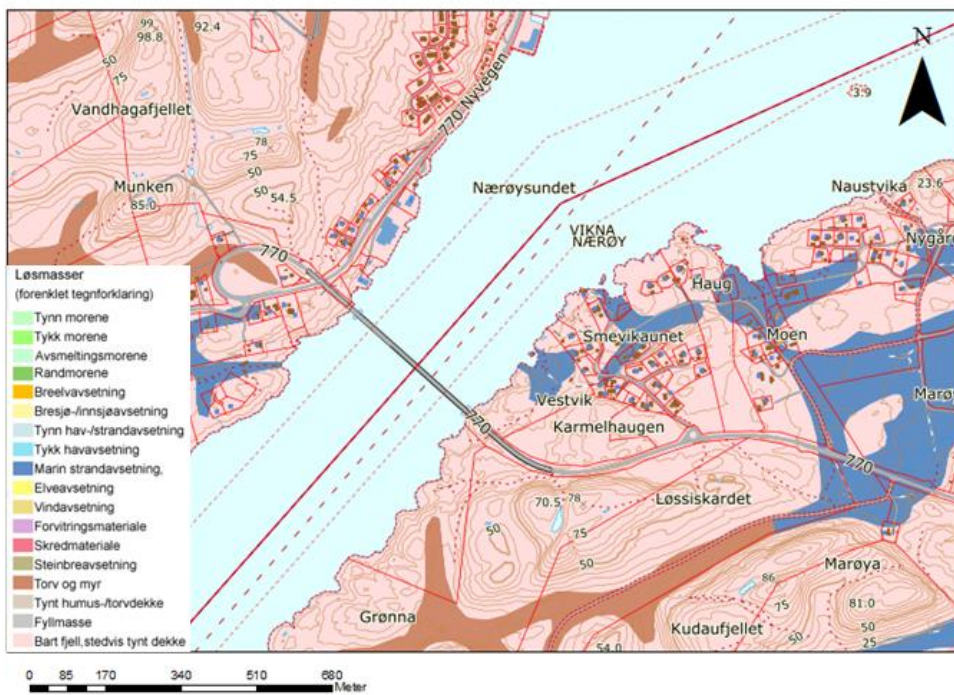 99
98.8
92.4
50
75
Vandhagafjellet
78
75
50
Munken
50
54.5
85.0
770
770 Nyvegen
N
3.9
Nærøysundet
Naustvika
23.6
VIKNA
NÆRØY
Nygård
Haug
Smevikaunet
Moen
Vestvik
Karmelhaugen
Marøy
770
770
70.5
78
Løssiskardet
50
75
50
Marøya
86
75
81.0
Grønna
Kudaufjellet
50
50
25
54.0
Løsmasser
(forenklet tegnforklaring)
Tynn morene
Tykk morene
Avsmeltingsmorene
Randmorene
Breelvavsetning
Bresjø-/innsjøavsetning
Tynn hav-/strandavsetning
Tykk havavsetning
Marin strandavsetning,
Elveavsetning
Vindavsetning
Forvitringsmateriale
Skredmateriale
Steinbreavsetning
Torv og myr
Tynt humus-/torvdekke
Fyllmasse
Bart fjell,stedvis tynt dekke
0 85 170 340 510 680
Meter